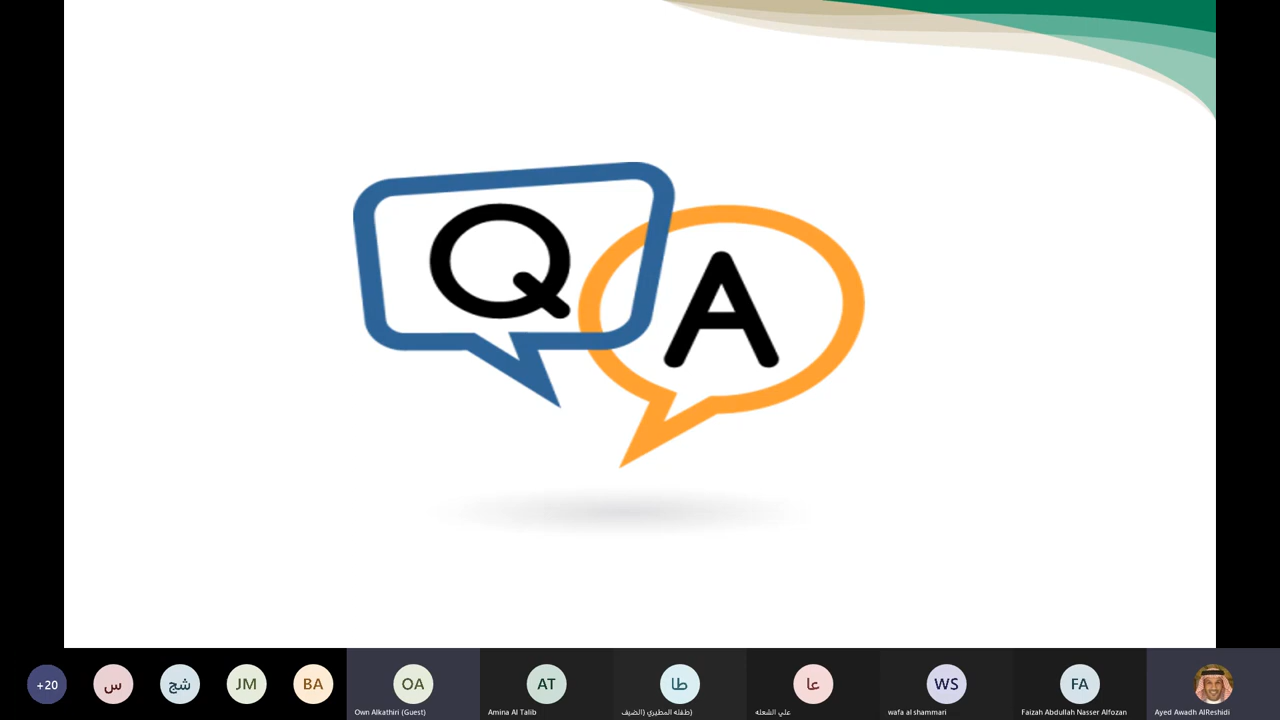 Q
A
+20
س
شج
JM
BA
OA
AT
طا
عا
WS
FA
Own Alkathiri (Guest)
Amina Al Talib
طفله المطيري (الضيف)
علي الشعله
wafa al shammari
Faizah Abdullah Nasser Alfozan
Ayed Awadh AlReshidi